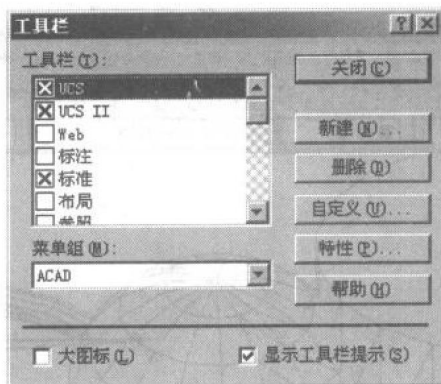 工具栏
工具栏(T):
UCS
UCS II
Web
标注
标准
布局
参照
菜单组(M):
ACAD
关闭(C)
新建(N)...
删除(D)
自定义(U)...
特性(P)...
帮助(H)
大图标(L)
显示工具栏提示(S)